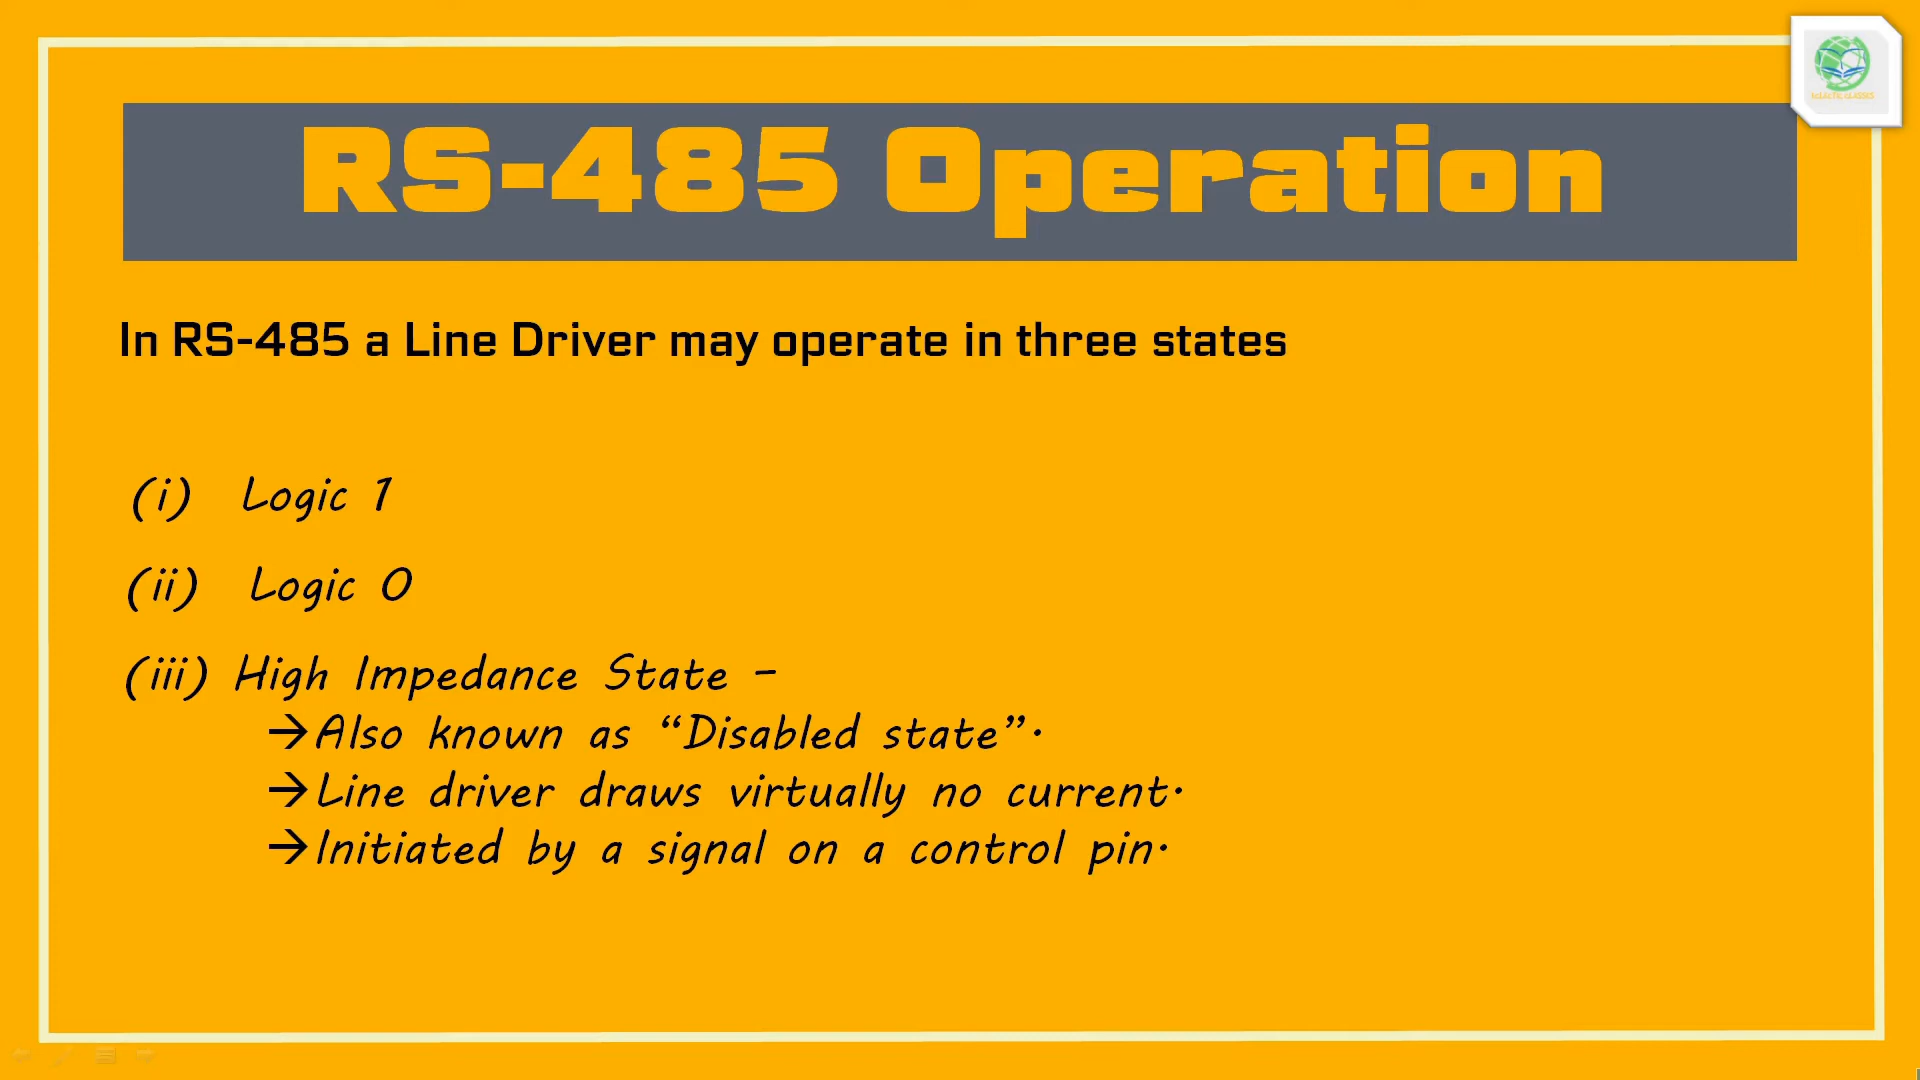 RS-485 Operation
In RS-485 a Line Driver may operate in three states
(i) Logic 1
(ii) Logic 0
(iii) High Impedance State -
→Also known as “Disabled state”.
→Line driver draws virtually no current.
→Initiated by a signal on a control pin.